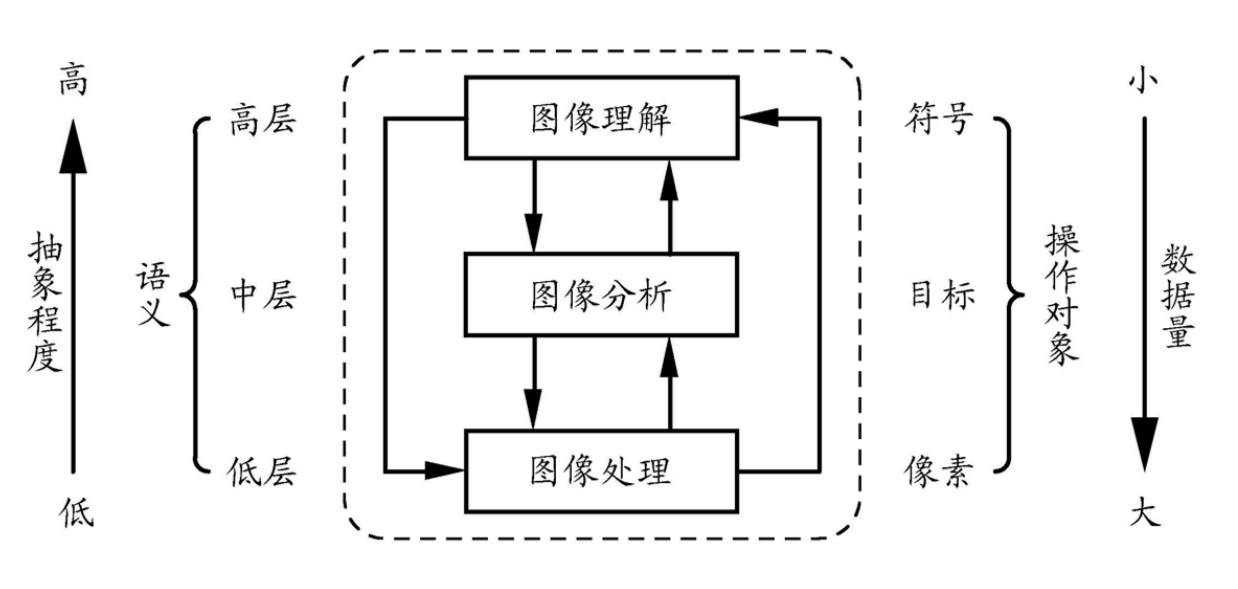 高
小
高层
图像理解
符号
抽象程度
语义
中层
图像分析
目标
操作对象
数据量
低层
图像处理
像素
低
大